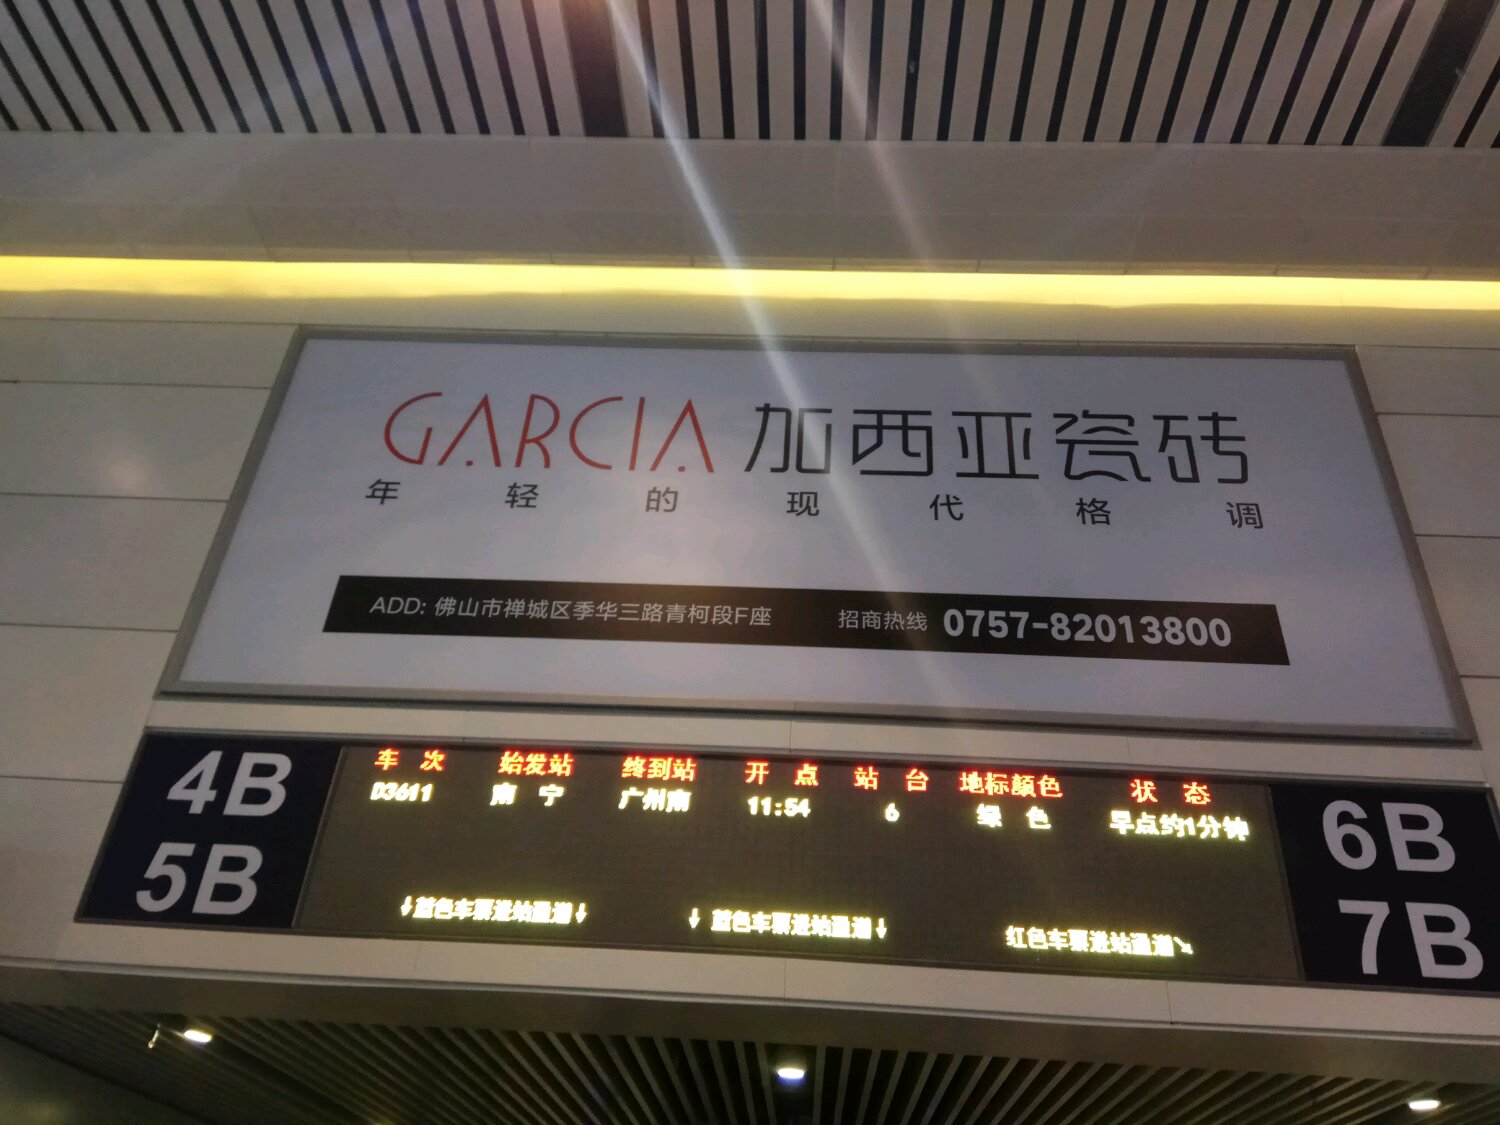 GARCIA 加西亚瓷砖
年轻的现代格调
ADD: 佛山市禅城区季华三路青柯段F座 招商热线 0757-82013800
4B
5B
车次 始发站 终到站 开点 站台 地标颜色 状态
D3611 南宁 广州南 11:54 6 绿色 早点约1分钟
↓蓝色车票进站通道↓ ↓蓝色车票进站通道↓ 红色车票进站通道↘
6B
7B